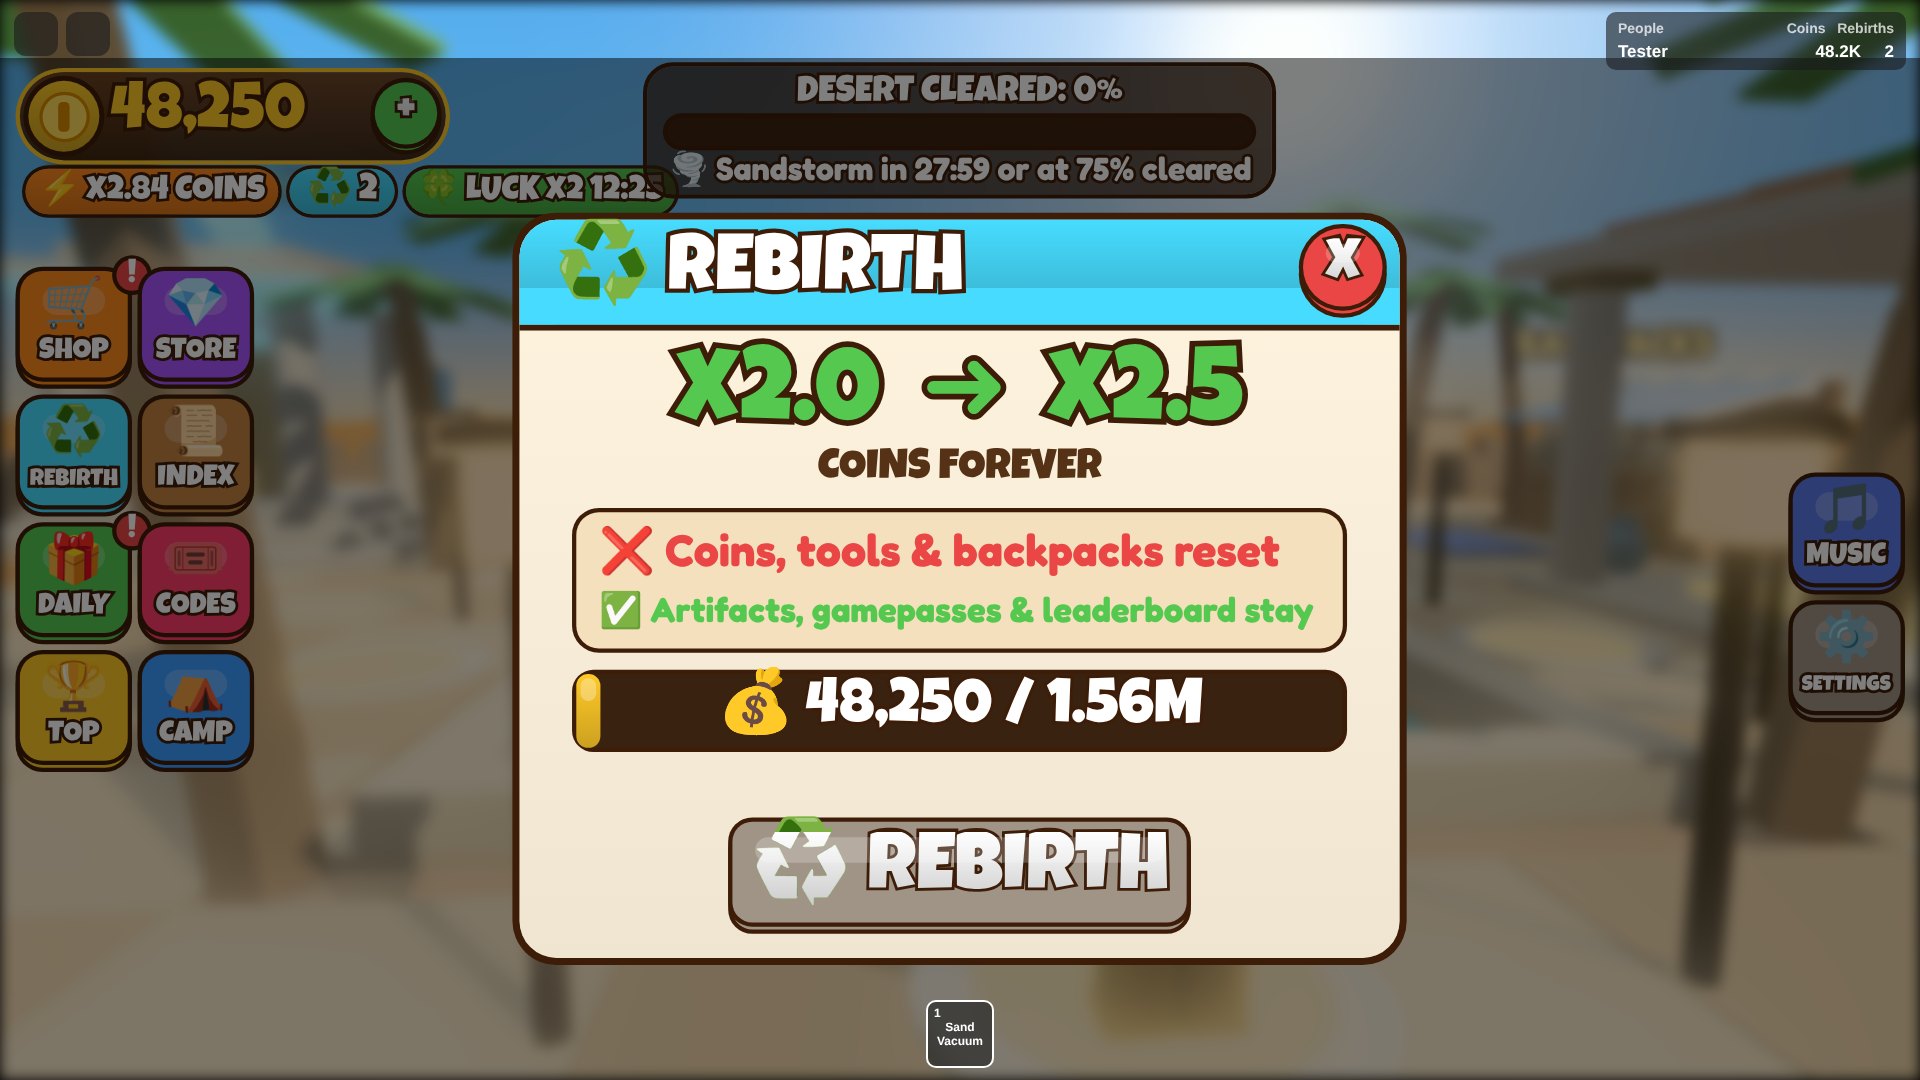 People Coins Rebirths
Tester 48.2K 2
48,250
+
DESERT CLEARED: 0%
Sandstorm in 27:59 or at 75% cleared
X2.84 COINS
2
LUCK X2 12:25
REBIRTH
X
X2.0 → X2.5
COINS FOREVER
Coins, tools & backpacks reset
Artifacts, gamepasses & leaderboard stay
48,250 / 1.56M
REBIRTH
!
SHOP
STORE
REBIRTH
INDEX
!
DAILY
CODES
TOP
CAMP
MUSIC
SETTINGS
1
Sand
Vacuum